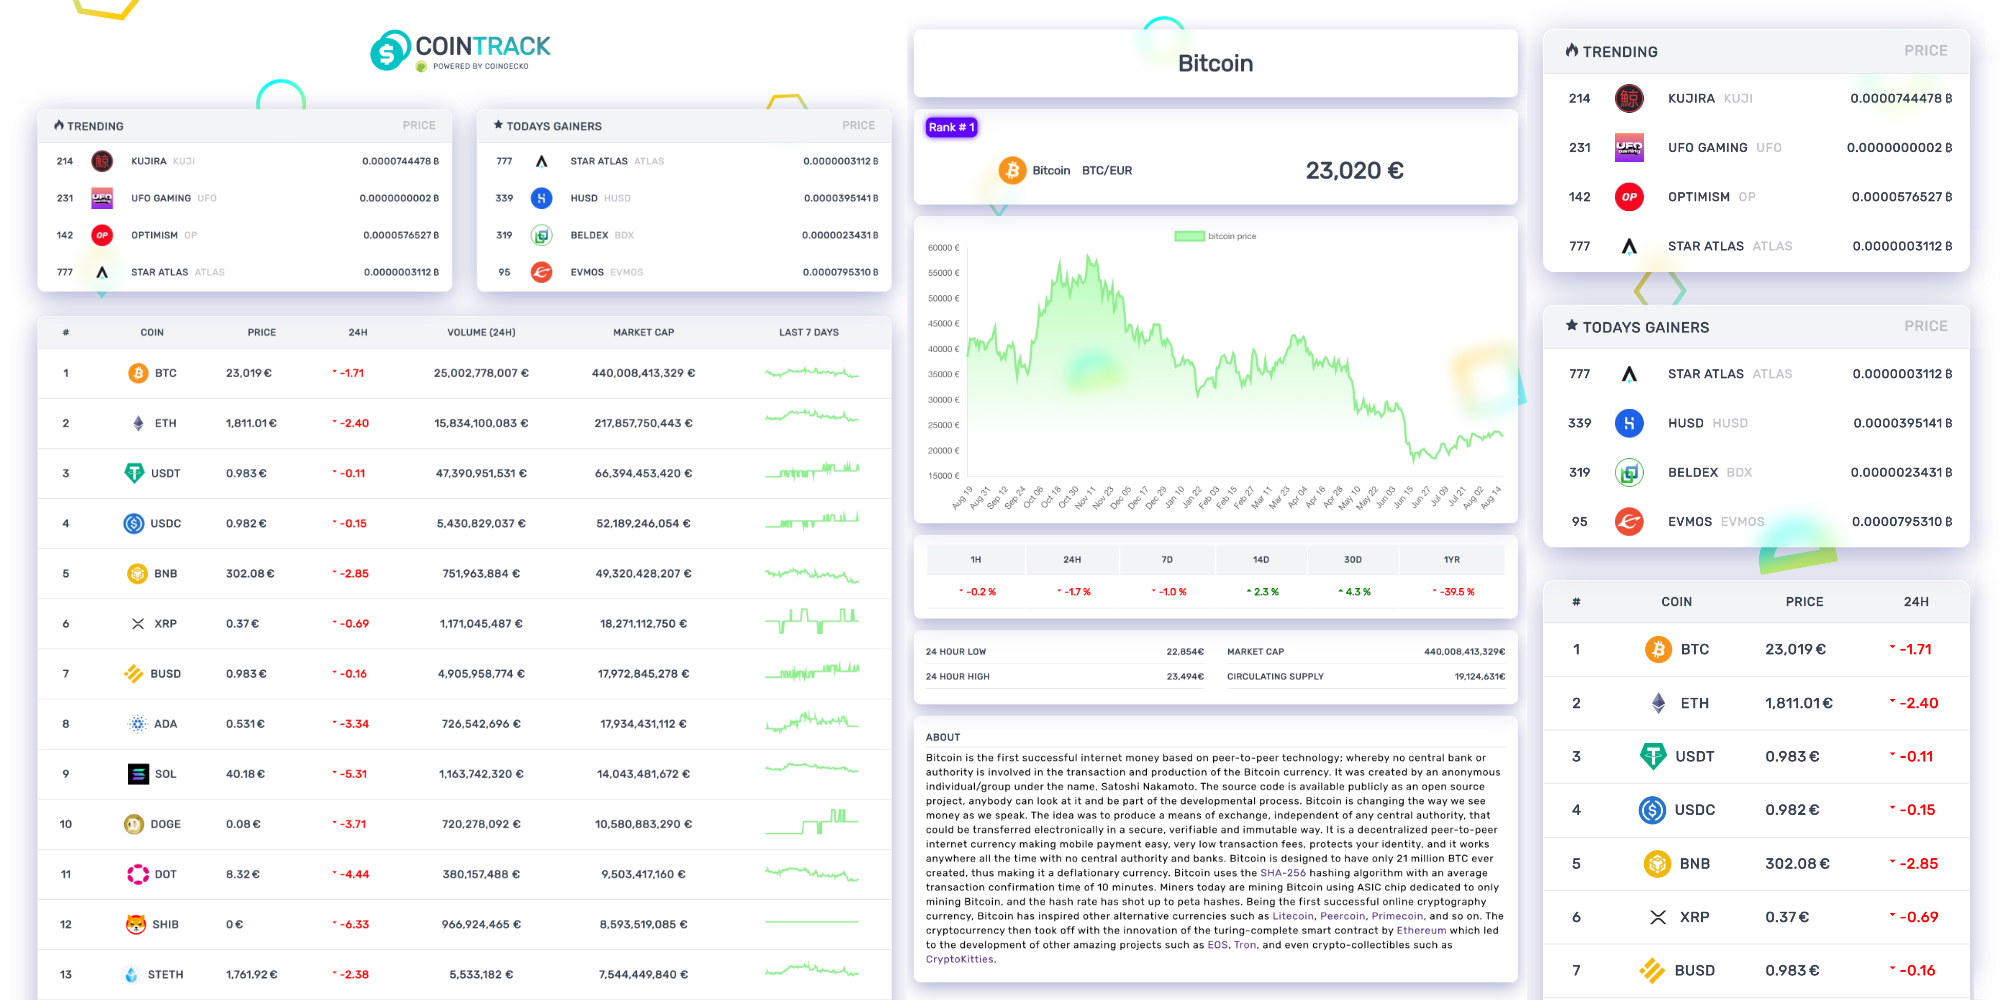 COINTRACK
POWERED BY COINGECKO
TRENDING PRICE
214 KUJIRA KUJI 0.0000744478 ₿
231 UFO GAMING UFO 0.0000000002 ₿
142 OPTIMISM OP 0.0000576527 ₿
777 STAR ATLAS ATLAS 0.0000003112 ₿
TODAYS GAINERS PRICE
777 STAR ATLAS ATLAS 0.0000003112 ₿
339 HUSD HUSD 0.0000395141 ₿
319 BELDEX BDX 0.0000023431 ₿
95 EVMOS EVMOS 0.0000795310 ₿
# COIN PRICE 24H VOLUME (24H) MARKET CAP LAST 7 DAYS
1 BTC 23,019 € -1.71 25,002,778,007 € 440,008,413,329 €
2 ETH 1,811.01 € -2.40 15,834,100,083 € 217,857,750,443 €
3 USDT 0.983 € -0.11 47,390,951,531 € 66,394,453,420 €
4 USDC 0.982 € -0.15 5,430,829,037 € 52,189,246,054 €
5 BNB 302.08 € -2.85 751,963,884 € 49,320,428,207 €
6 XRP 0.37 € -0.69 1,171,045,487 € 18,271,112,750 €
7 BUSD 0.983 € -0.16 4,905,958,774 € 17,972,845,278 €
8 ADA 0.531 € -3.34 726,542,696 € 17,934,431,112 €
9 SOL 40.18 € -5.31 1,163,742,320 € 14,043,481,672 €
10 DOGE 0.08 € -3.71 720,278,092 € 10,580,883,290 €
11 DOT 8.32 € -4.44 380,157,488 € 9,503,417,160 €
12 SHIB 0 € -6.33 966,924,465 € 8,593,519,085 €
13 STETH 1,761.92 € -2.38 5,533,182 € 7,544,449,840 €
Bitcoin
Rank # 1
Bitcoin BTC/EUR 23,020 €
bitcoin price
60000 €
55000 €
50000 €
45000 €
40000 €
35000 €
30000 €
25000 €
20000 €
15000 €
Aug 19 Aug 31 Sep 12 Sep 24 Oct 06 Oct 18 Oct 30 Nov 11 Nov 23 Dec 05 Dec 17 Dec 29 Jan 10 Jan 22 Feb 03 Feb 15 Feb 27 Mar 11 Mar 23 Apr 04 Apr 16 Apr 28 May 10 May 22 Jun 03 Jun 15 Jun 27 Jul 09 Jul 21 Aug 02 Aug 14
1H 24H 7D 14D 30D 1YR
-0.2 % -1.7 % -1.0 % 2.3 % 4.3 % -39.5 %
24 HOUR LOW 22,854€ MARKET CAP 440,008,413,329€
24 HOUR HIGH 23,494€ CIRCULATING SUPPLY 19,124,631€
ABOUT
Bitcoin is the first successful internet money based on peer-to-peer technology; whereby no central bank or
authority is involved in the transaction and production of the Bitcoin currency. It was created by an anonymous
individual/group under the name, Satoshi Nakamoto. The source code is available publicly as an open source
project, anybody can look at it and be part of the developmental process. Bitcoin is changing the way we see
money as we speak. The idea was to produce a means of exchange, independent of any central authority, that
could be transferred electronically in a secure, verifiable and immutable way. It is a decentralized peer-to-peer
internet currency making mobile payment easy, very low transaction fees, protects your identity, and it works
anywhere all the time with no central authority and banks. Bitcoin is designed to have only 21 million BTC ever
created, thus making it a deflationary currency. Bitcoin uses the SHA-256 hashing algorithm with an average
transaction confirmation time of 10 minutes. Miners today are mining Bitcoin using ASIC chip dedicated to only
mining Bitcoin, and the hash rate has shot up to peta hashes. Being the first successful online cryptography
currency, Bitcoin has inspired other alternative currencies such as Litecoin, Peercoin, Primecoin, and so on. The
cryptocurrency then took off with the innovation of the turing-complete smart contract by Ethereum which led
to the development of other amazing projects such as EOS, Tron, and even crypto-collectibles such as
CryptoKitties.
TRENDING PRICE
214 KUJIRA KUJI 0.0000744478 ₿
231 UFO GAMING UFO 0.0000000002 ₿
142 OPTIMISM OP 0.0000576527 ₿
777 STAR ATLAS ATLAS 0.0000003112 ₿
TODAYS GAINERS PRICE
777 STAR ATLAS ATLAS 0.0000003112 ₿
339 HUSD HUSD 0.0000395141 ₿
319 BELDEX BDX 0.0000023431 ₿
95 EVMOS EVMOS 0.0000795310 ₿
# COIN PRICE 24H
1 BTC 23,019 € -1.71
2 ETH 1,811.01 € -2.40
3 USDT 0.983 € -0.11
4 USDC 0.982 € -0.15
5 BNB 302.08 € -2.85
6 XRP 0.37 € -0.69
7 BUSD 0.983 € -0.16